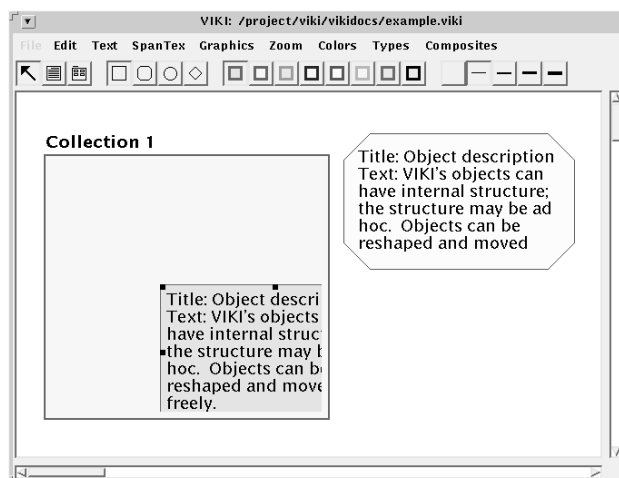 VIKI: /project/viki/vikidocs/example.viki
File Edit Text SpanTex Graphics Zoom Colors Types Composites
Collection 1
Title: Object description
Text: VIKI's objects can
have internal structure;
the structure may be ad
hoc. Objects can be
reshaped and moved
Title: Object descri
Text: VIKI's objects
have internal struc
the structure may b
hoc. Objects can b
reshaped and move
freely.